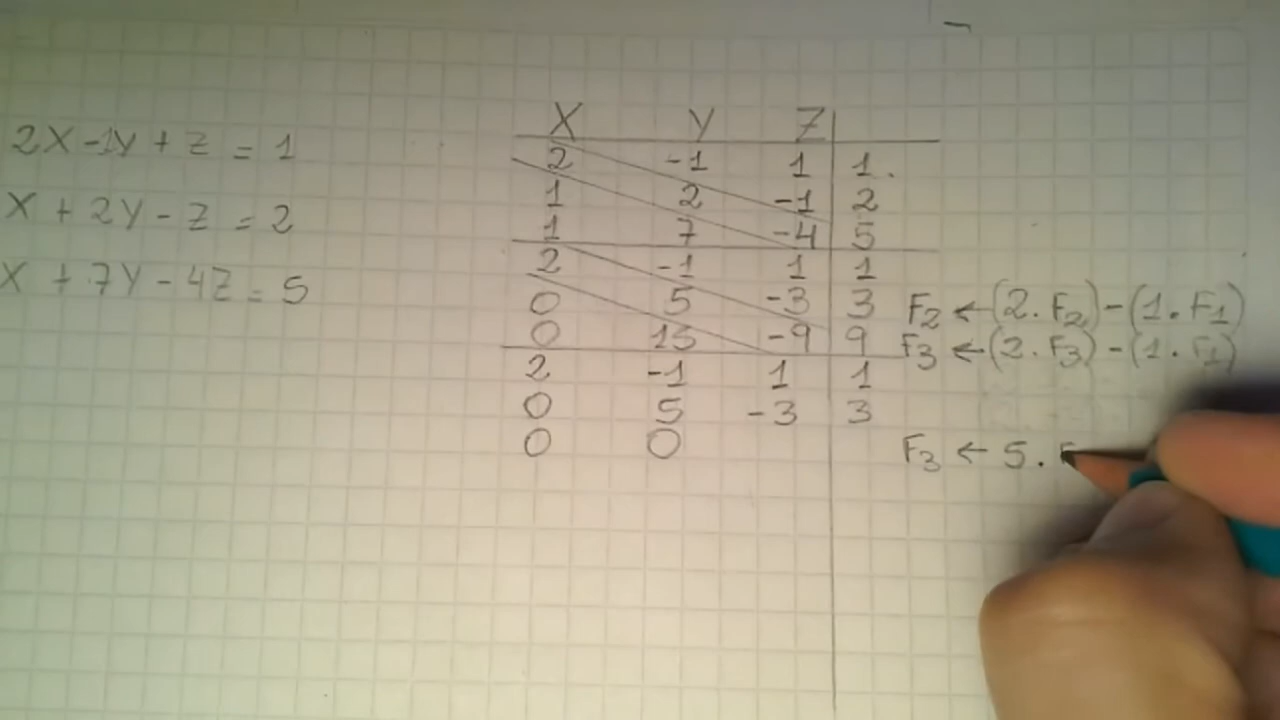 2X - 1Y + Z = 1
X + 2Y - Z = 2
X + 7Y - 4Z = 5
X Y Z
2 -1 1 1.
1 2 -1 2
1 7 -4 5
2 -1 1 1
0 5 -3 3 F2 ← (2. F2) - (1. F1)
0 15 -9 9 F3 ← (2. F3) - (1. F1)
2 -1 1 1
0 5 -3 3
0 0 F3 ← 5.